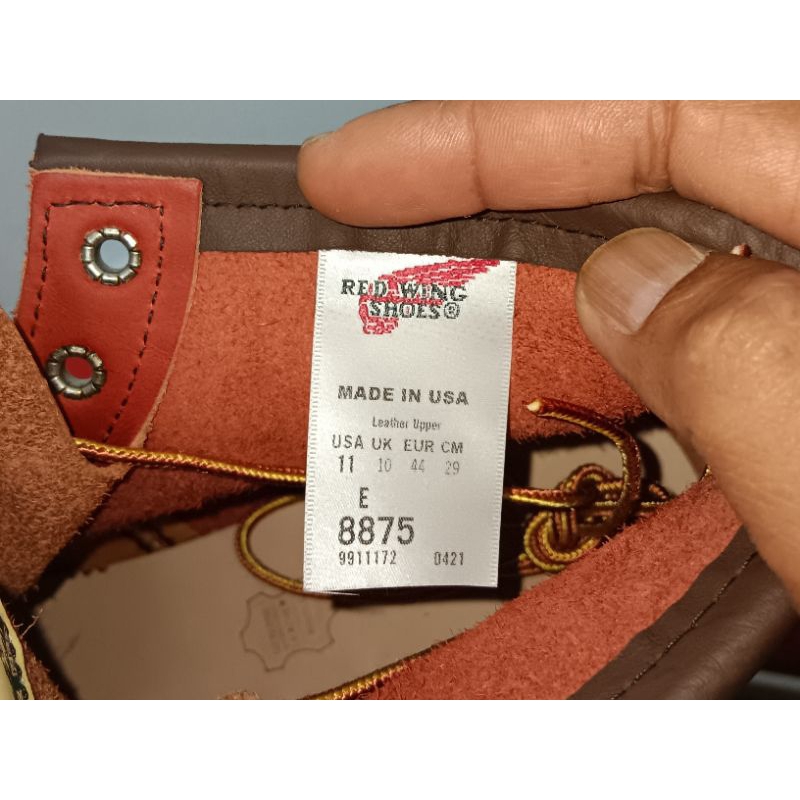 RED WING
SHOES®
MADE IN USA
Leather Upper
USA UK EUR CM
11 10 44 29
E
8875
9911172 0421